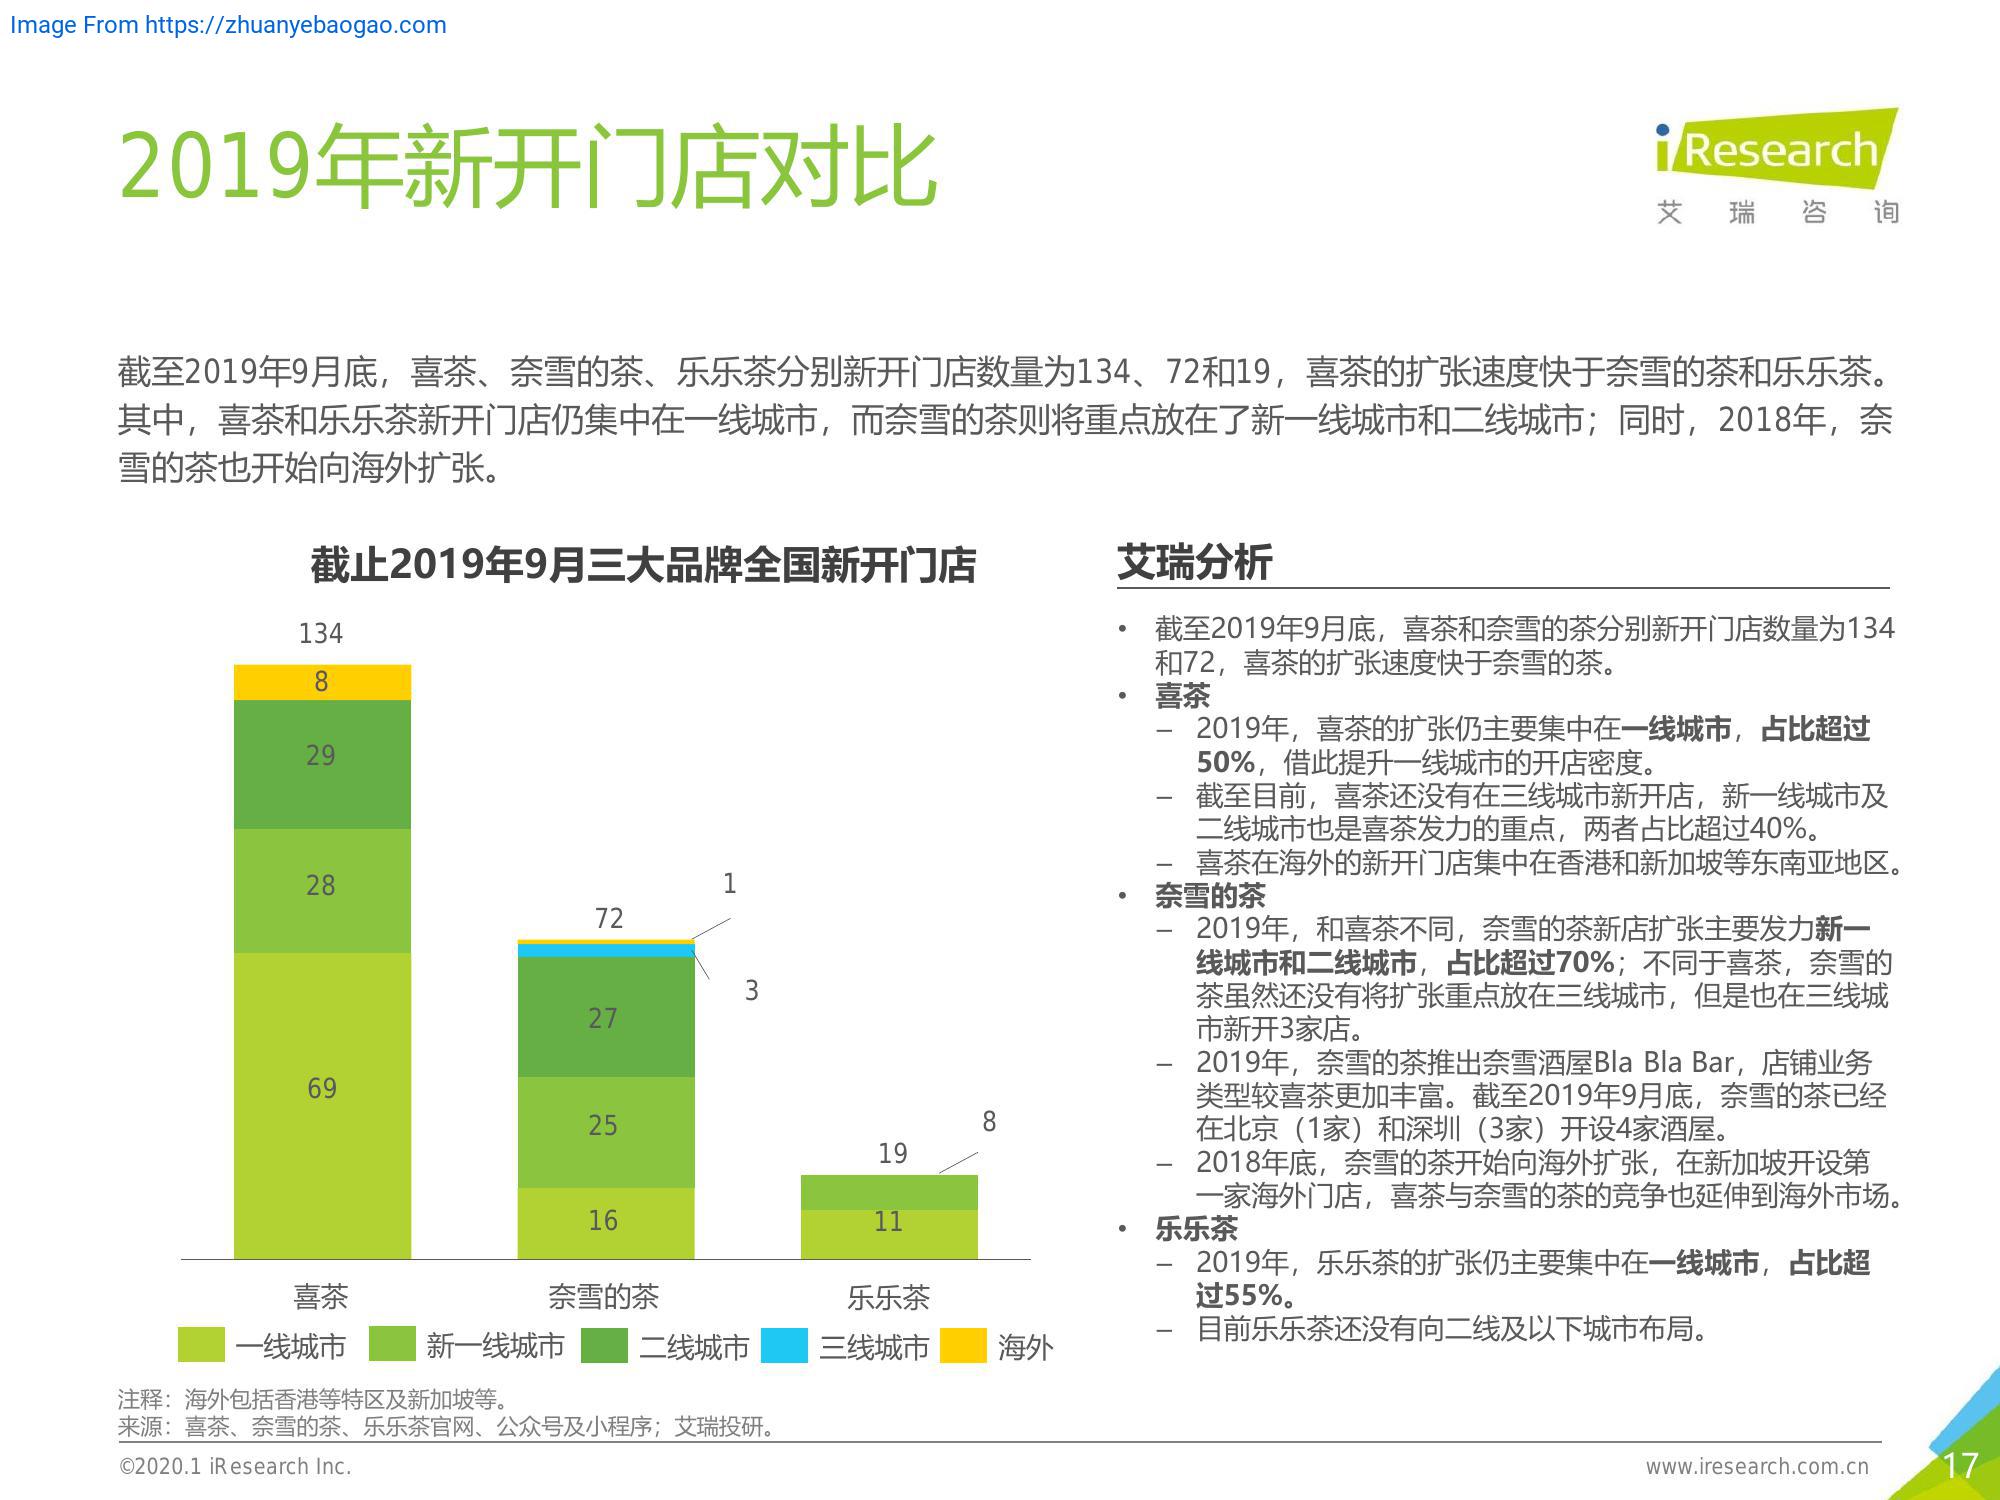 Image From https://zhuanyebaogao.com
2019年新开门店对比
iResearch
艾瑞咨询
截至2019年9月底，喜茶、奈雪的茶、乐乐茶分别新开门店数量为134、72和19，喜茶的扩张速度快于奈雪的茶和乐乐茶。
其中，喜茶和乐乐茶新开门店仍集中在一线城市，而奈雪的茶则将重点放在了新一线城市和二线城市；同时，2018年，奈
雪的茶也开始向海外扩张。
截止2019年9月三大品牌全国新开门店
134
8
29
28
69
72
1
3
27
25
16
19
8
11
喜茶
奈雪的茶
乐乐茶
一线城市
新一线城市
二线城市
三线城市
海外
艾瑞分析
• 截至2019年9月底，喜茶和奈雪的茶分别新开门店数量为134
和72，喜茶的扩张速度快于奈雪的茶。
• 喜茶
– 2019年，喜茶的扩张仍主要集中在一线城市，占比超过
50%，借此提升一线城市的开店密度。
– 截至目前，喜茶还没有在三线城市新开店，新一线城市及
二线城市也是喜茶发力的重点，两者占比超过40%。
– 喜茶在海外的新开门店集中在香港和新加坡等东南亚地区。
• 奈雪的茶
– 2019年，和喜茶不同，奈雪的茶新店扩张主要发力新一
线城市和二线城市，占比超过70%；不同于喜茶，奈雪的
茶虽然还没有将扩张重点放在三线城市，但是也在三线城
市新开3家店。
– 2019年，奈雪的茶推出奈雪酒屋Bla Bla Bar，店铺业务
类型较喜茶更加丰富。截至2019年9月底，奈雪的茶已经
在北京（1家）和深圳（3家）开设4家酒屋。
– 2018年底，奈雪的茶开始向海外扩张，在新加坡开设第
一家海外门店，喜茶与奈雪的茶的竞争也延伸到海外市场。
• 乐乐茶
– 2019年，乐乐茶的扩张仍主要集中在一线城市，占比超
过55%。
– 目前乐乐茶还没有向二线及以下城市布局。
注释：海外包括香港等特区及新加坡等。
来源：喜茶、奈雪的茶、乐乐茶官网、公众号及小程序；艾瑞投研。
©2020.1 iResearch Inc.
www.iresearch.com.cn
17